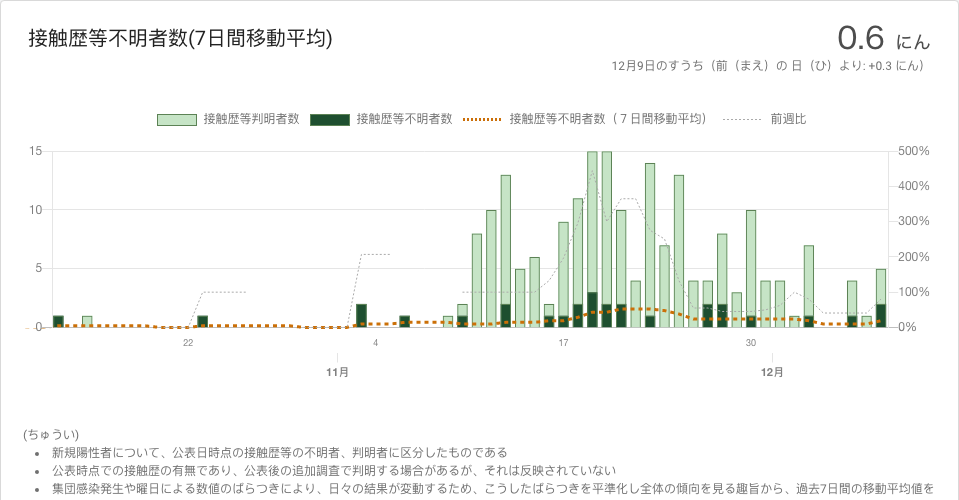 接触歴等不明者数(7日間移動平均)
0.6 にん
12月9日のすうち（前（まえ）の 日（ひ）より: +0.3 にん）
接触歴等判明者数 接触歴等不明者数 接触歴等不明者数（７日間移動平均） 前週比
15 500%
400%
10 300%
200%
5 100%
0 0%
22 4 17 30
11月 12月
(ちゅうい)
• 新規陽性者について、公表日時点の接触歴等の不明者、判明者に区分したものである
• 公表時点での接触歴の有無であり、公表後の追加調査で判明する場合があるが、それは反映されていない
• 集団感染発生や曜日による数値のばらつきにより、日々の結果が変動するため、こうしたばらつきを平準化し全体の傾向を見る趣旨から、過去7日間の移動平均値を